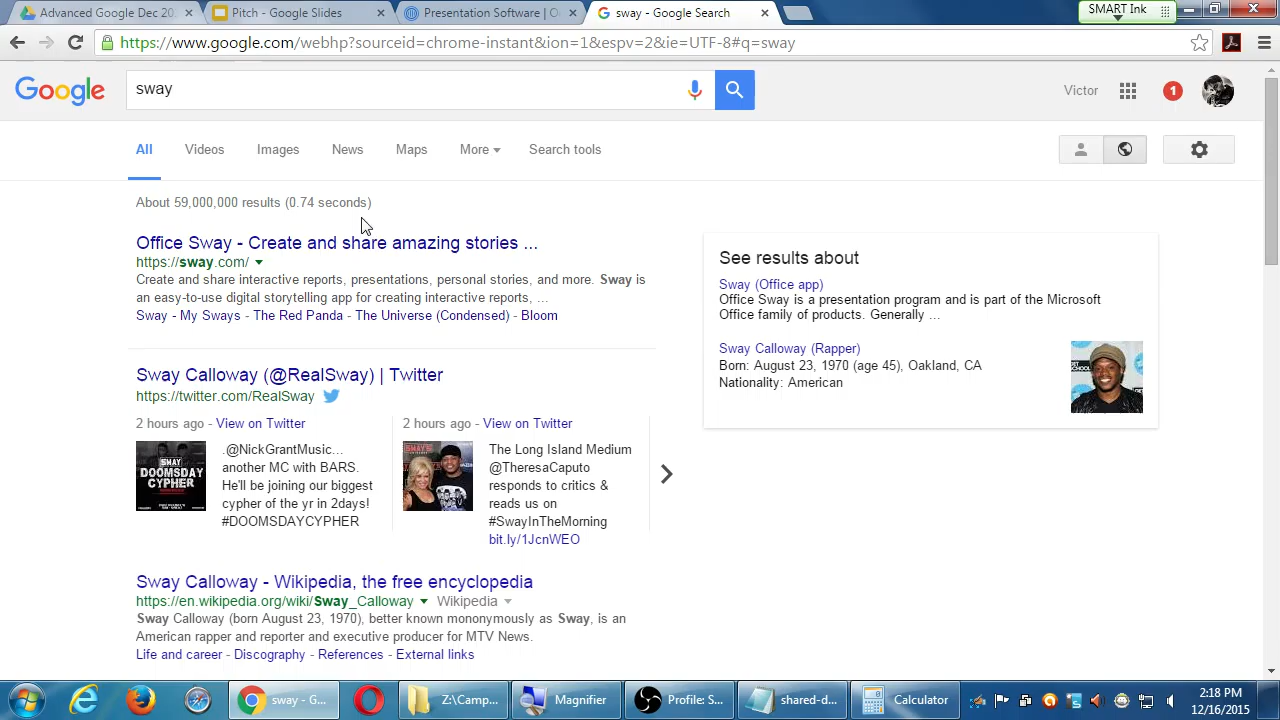 Advanced Google Dec 20
Pitch - Google Slides
Presentation Software | O
sway - Google Search
SMART Ink
https://www.google.com/webhp?sourceid=chrome-instant&ion=1&espv=2&ie=UTF-8#q=sway
Google
sway
Victor
1
All
Videos
Images
News
Maps
More
Search tools
About 59,000,000 results (0.74 seconds)
Office Sway - Create and share amazing stories ...
https://sway.com/
Create and share interactive reports, presentations, personal stories, and more. Sway is
an easy-to-use digital storytelling app for creating interactive reports, ...
Sway - My Sways - The Red Panda - The Universe (Condensed) - Bloom
See results about
Sway (Office app)
Office Sway is a presentation program and is part of the Microsoft
Office family of products. Generally ...
Sway Calloway (Rapper)
Born: August 23, 1970 (age 45), Oakland, CA
Nationality: American
Sway Calloway (@RealSway) | Twitter
https://twitter.com/RealSway
2 hours ago - View on Twitter
DOOMSDAY
CYPHER
.@NickGrantMusic...
another MC with BARS.
He'll be joining our biggest
cypher of the yr in 2days!
#DOOMSDAYCYPHER
2 hours ago - View on Twitter
The Long Island Medium
@TheresaCaputo
responds to critics &
reads us on
#SwayInTheMorning
bit.ly/1JcnWEO
Sway Calloway - Wikipedia, the free encyclopedia
https://en.wikipedia.org/wiki/Sway_Calloway
Wikipedia
Sway Calloway (born August 23, 1970), better known mononymously as Sway, is an
American rapper and reporter and executive producer for MTV News.
Life and career - Discography - References - External links
sway - G...
Z:\Camp...
Magnifier
Profile: S...
shared-d...
Calculator
2:18 PM
12/16/2015